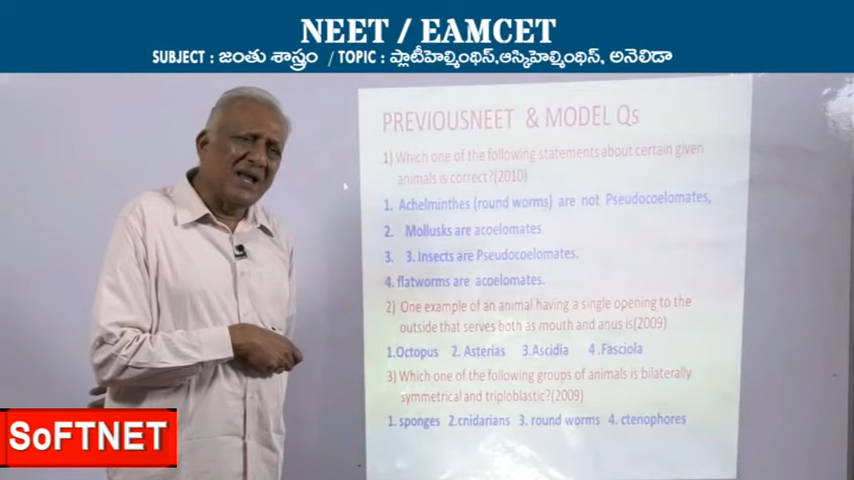 NEET / EAMCET
SUBJECT : జంతు శాస్త్రం / TOPIC : ప్లాటీహెల్మింథిస్,ఆస్కిహెల్మింథిస్, అనెలిడా
PREVIOUSNEET & MODEL Qs
1) Which one of the following statements about certain given
animals is correct?(2010)
1. Achelminthes (round worms) are not Pseudocoelomates,
2. Mollusks are acoelomates
3. 3. Insects are Pseudocoelomates.
4. flatworms are acoelomates.
2) One example of an animal having a single opening to the
outside that serves both as mouth and anus is(2009)
1.Octopus 2. Asterias 3.Ascidia 4 .Fasciola
3) Which one of the following groups of animals is bilaterally
symmetrical and triploblastic?(2009)
1. sponges 2.cnidarians 3. round worms 4. ctenophores
SoFTNET